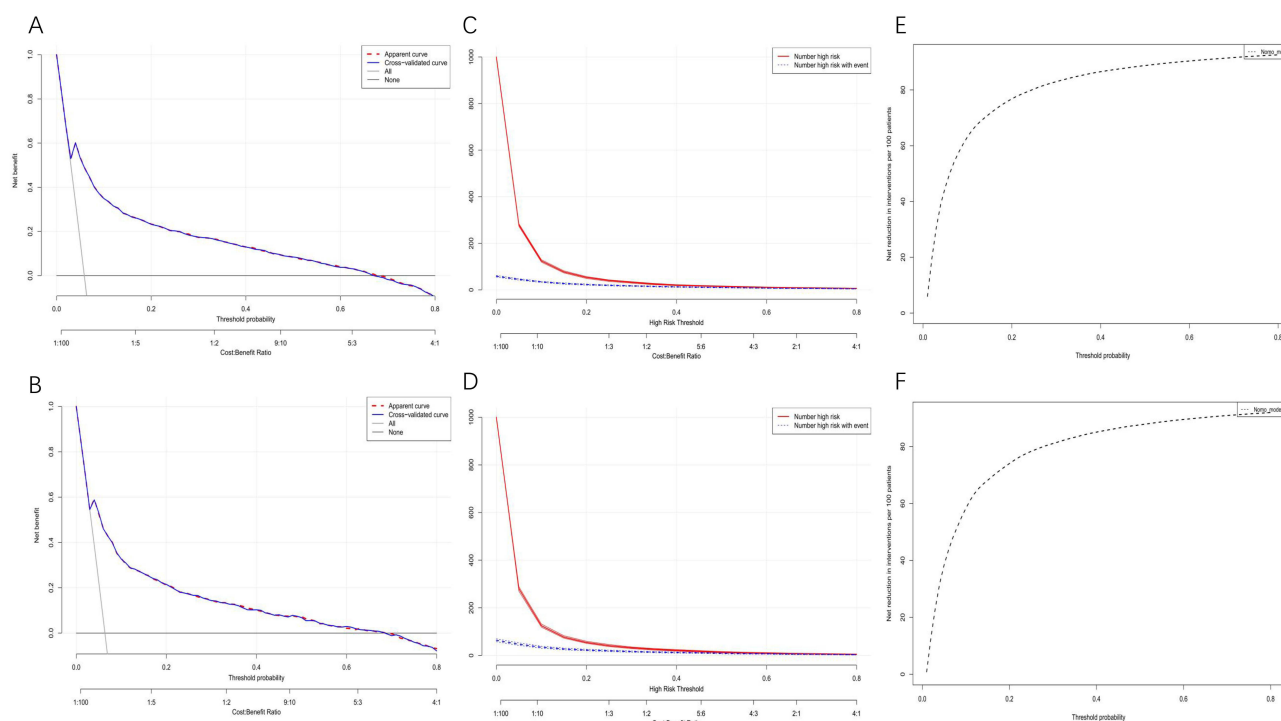 A
Apparent curve
Cross-validated curve
All
None
Net benefit
1.0
0.8
0.6
0.4
0.2
0.0
0.0 0.2 0.4 0.6 0.8
Threshold probability
1:100 1:5 1:2 9:10 5:3 4:1
Cost:Benefit Ratio
C
Number high risk
Number high risk with event
1000
800
600
400
200
0
0.0 0.2 0.4 0.6 0.8
High Risk Threshold
1:100 1:10 1:3 1:2 5:6 4:3 2:1 4:1
Cost:Benefit Ratio
E
Nomo_m
Net reduction in interventions per 100 patients
80
60
40
20
0
0.0 0.2 0.4 0.6 0.8
Threshold probability
B
Apparent curve
Cross-validated curve
All
None
Net benefit
1.0
0.8
0.6
0.4
0.2
0.0
0.0 0.2 0.4 0.6 0.8
Threshold probability
1:100 1:5 1:2 9:10 5:3 4:1
Cost:Benefit Ratio
D
Number high risk
Number high risk with event
1000
800
600
400
200
0
0.0 0.2 0.4 0.6 0.8
High Risk Threshold
1:100 1:10 1:3 1:2 5:6 4:3 2:1 4:1
Cost:Benefit Ratio
F
Nomo_mode
Net reduction in interventions per 100 patients
80
60
40
20
0
0.0 0.2 0.4 0.6 0.8
Threshold probability